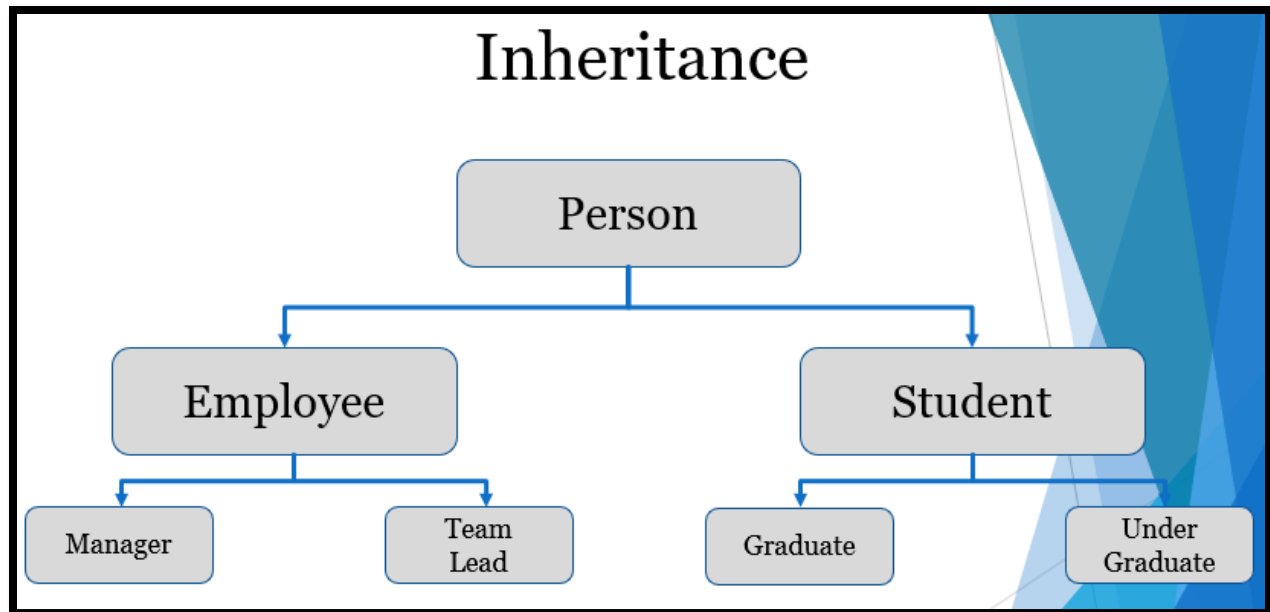 Inheritance
Person
Employee
Student
Manager
Team
Lead
Graduate
Under
Graduate